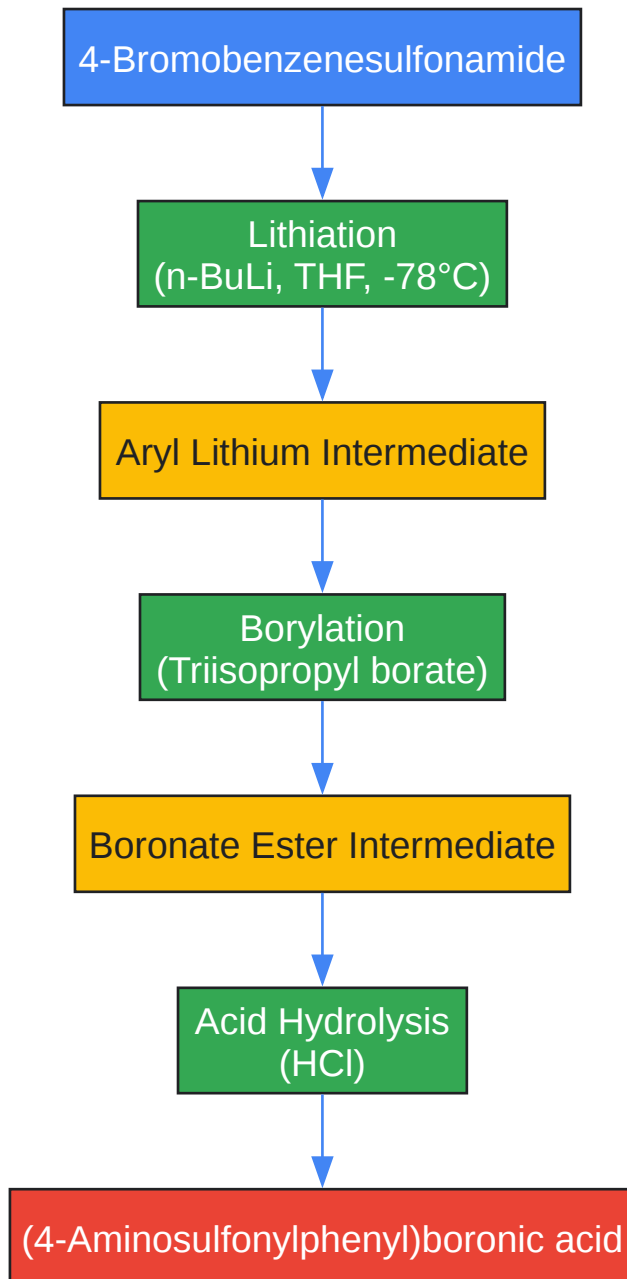 4-Bromobenzenesulfonamide
Lithiation
(n-BuLi, THF, -78°C)
Aryl Lithium Intermediate
Borylation
(Triisopropyl borate)
Boronate Ester Intermediate
Acid Hydrolysis
(HCl)
(4-Aminosulfonylphenyl)boronic acid